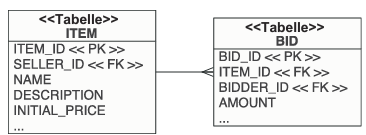 <<Tabelle>>
ITEM
ITEM_ID << PK >>
SELLER_ID << FK >>
NAME
DESCRIPTION
INITIAL_PRICE
...
<<Tabelle>>
BID
BID_ID << PK >>
ITEM_ID << FK >>
BIDDER_ID << FK >>
AMOUNT
...